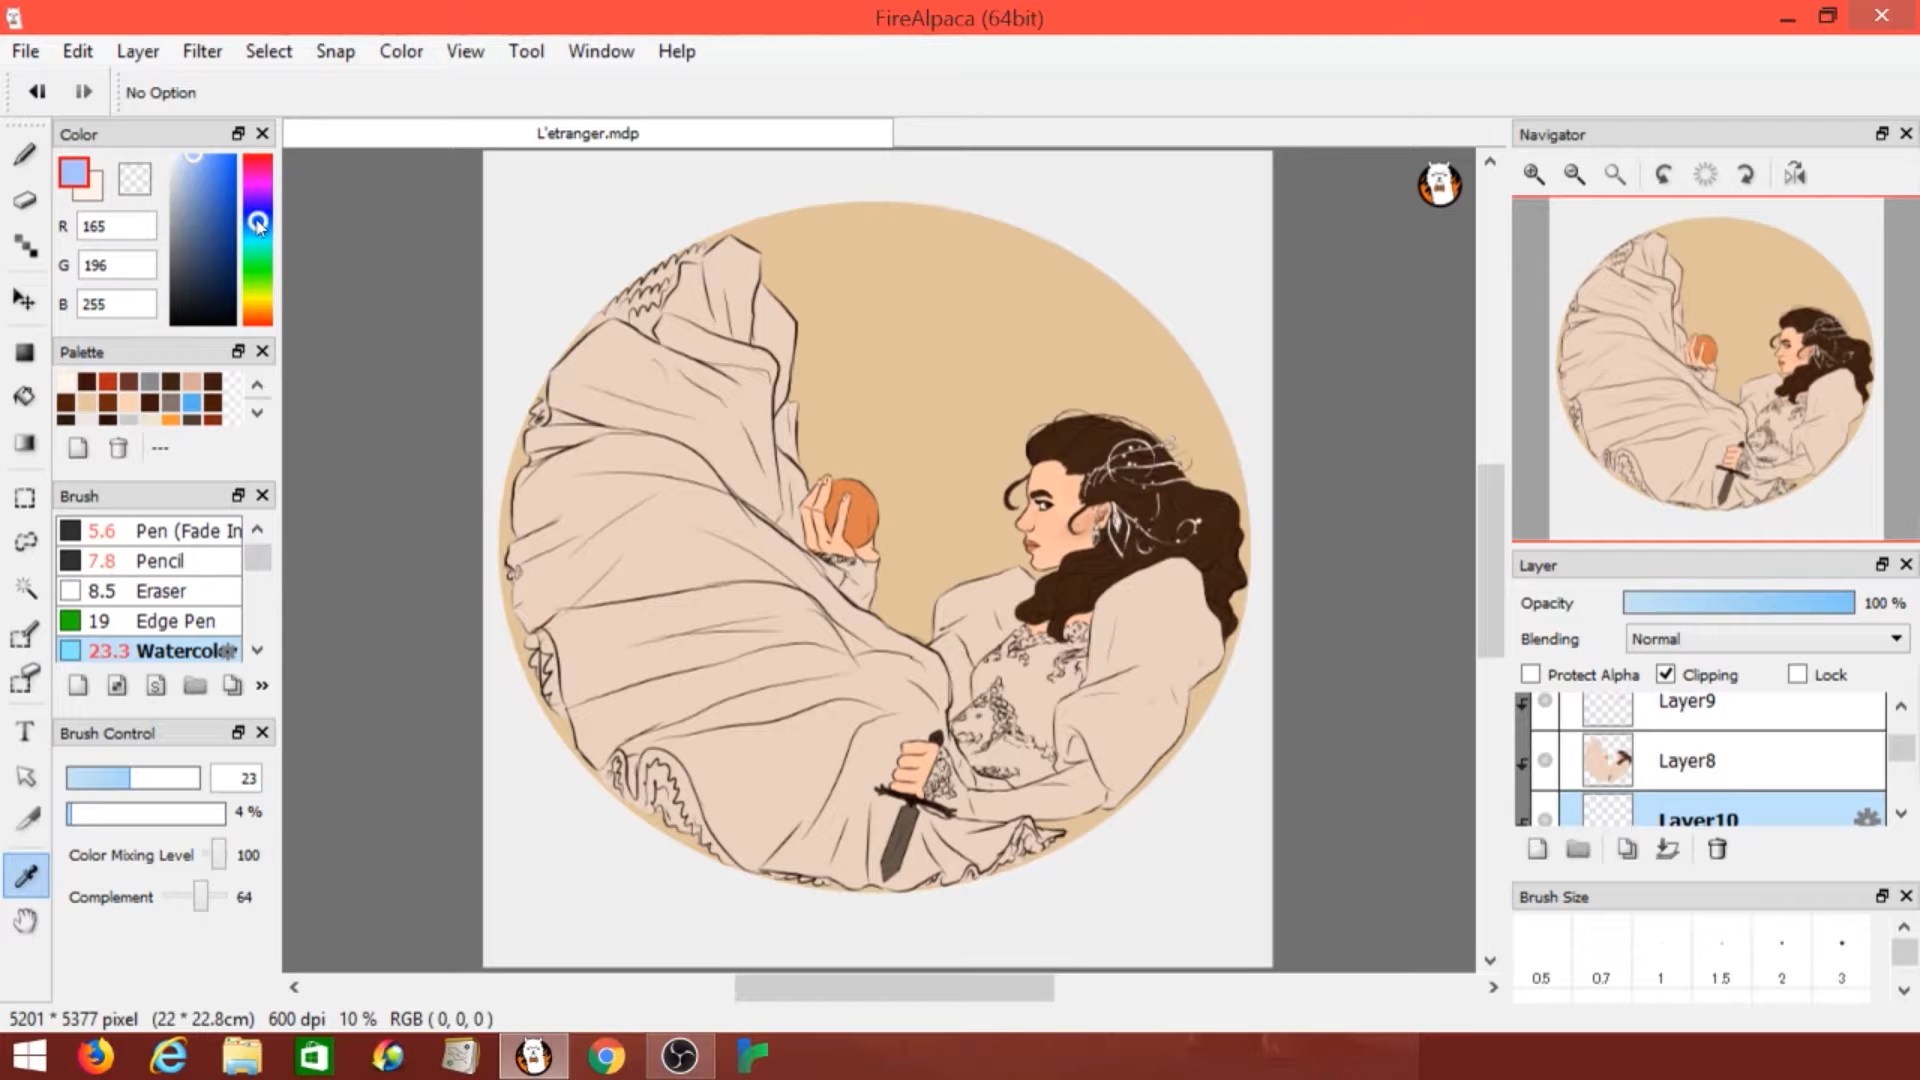 FireAlpaca (64bit)
File Edit Layer Filter Select Snap Color View Tool Window Help
No Option
Color
L'etranger.mdp
Navigator
R 165
G 196
B 255
Palette
---
Brush
5.6 Pen (Fade In
7.8 Pencil
8.5 Eraser
19 Edge Pen
23.3 Watercolor
Brush Control
23
4 %
Color Mixing Level 100
Complement 64
Layer
Opacity 100 %
Blending Normal
Protect Alpha Clipping Lock
Layer9
Layer8
Layer10
Brush Size
0.5 0.7 1 1.5 2 3
5201 * 5377 pixel (22 * 22.8cm) 600 dpi 10 % RGB ( 0, 0, 0 )